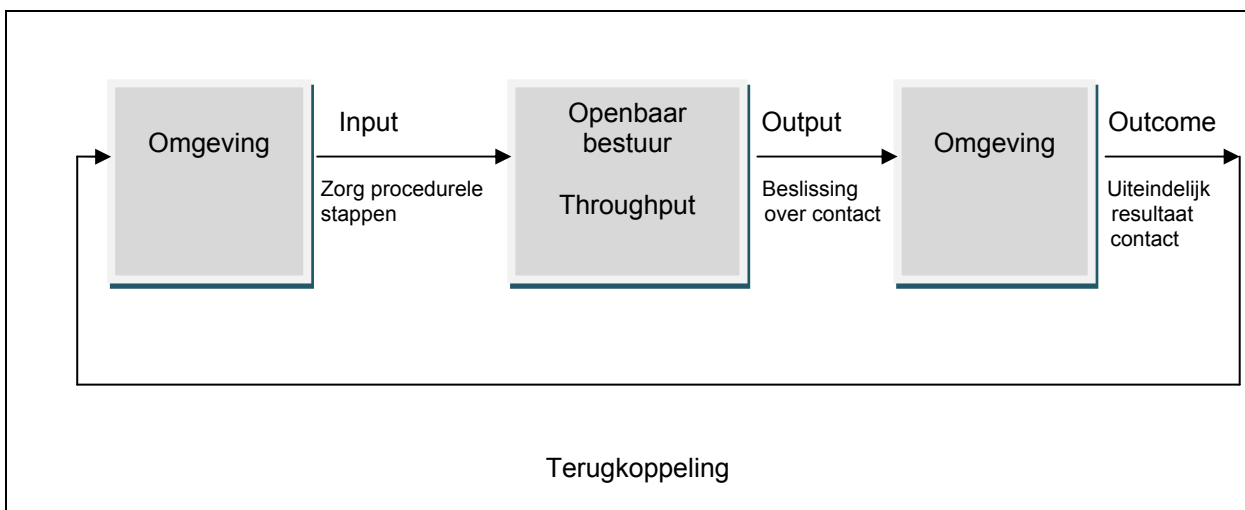 Omgeving
Input
Zorg procedurele
stappen
Openbaar
bestuur
Throughput
Output
Beslissing
over contact
Omgeving
Outcome
Uiteindelijk
resultaat
contact
Terugkoppeling